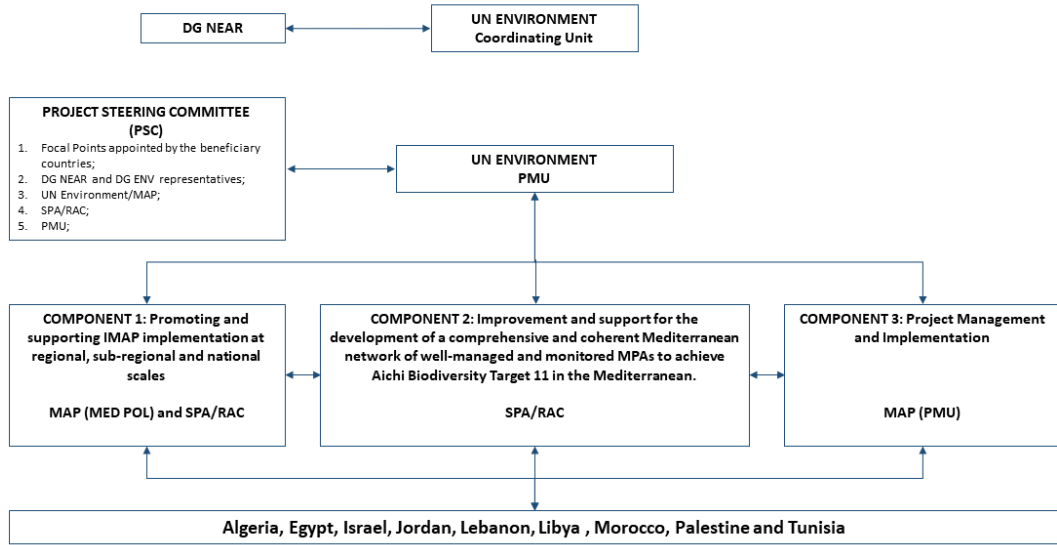 DG NEAR
UN ENVIRONMENT
Coordinating Unit
PROJECT STEERING COMMITTEE
(PSC)
1. Focal Points appointed by the beneficiary
countries;
2. DG NEAR and DG ENV representatives;
3. UN Environment/MAP;
4. SPA/RAC;
5. PMU;
UN ENVIRONMENT
PMU
COMPONENT 1: Promoting and
supporting IMAP implementation at
regional, sub-regional and national
scales
MAP (MED POL) and SPA/RAC
COMPONENT 2: Improvement and support for the
development of a comprehensive and coherent Mediterranean
network of well-managed and monitored MPAs to achieve
Aichi Biodiversity Target 11 in the Mediterranean.
SPA/RAC
COMPONENT 3: Project Management
and Implementation
MAP (PMU)
Algeria, Egypt, Israel, Jordan, Lebanon, Libya , Morocco, Palestine and Tunisia